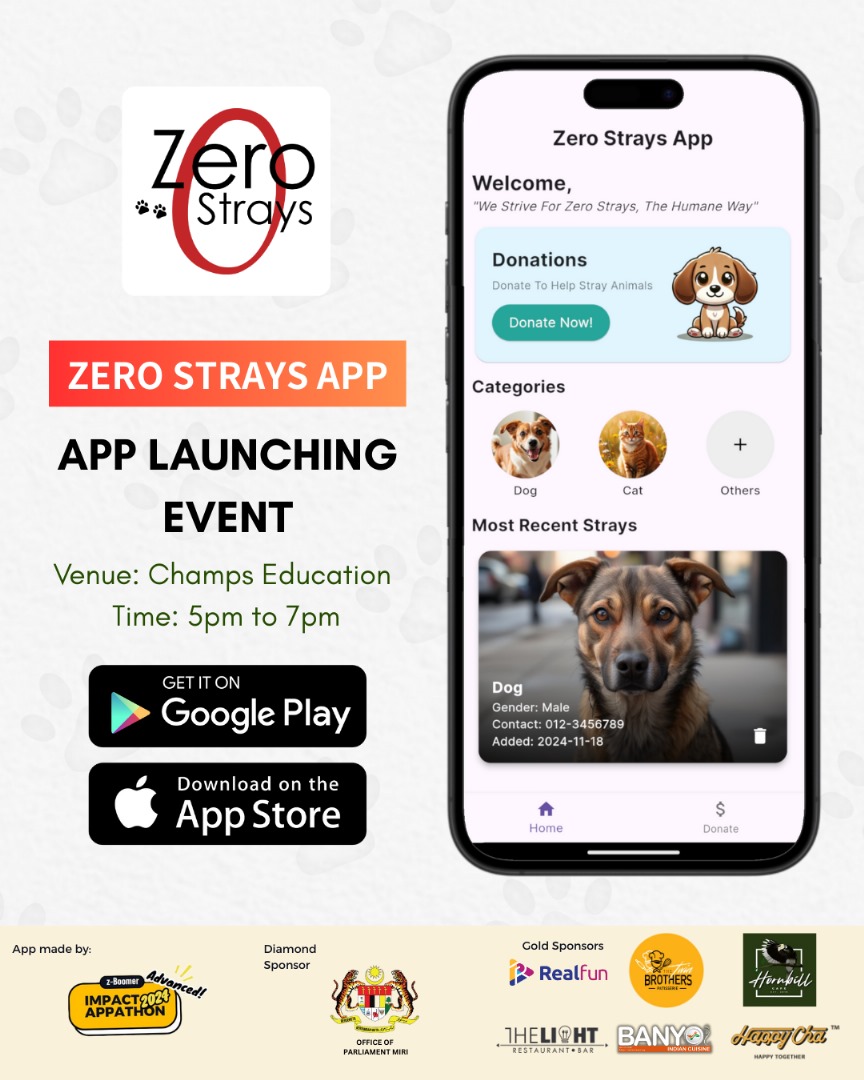 Zero
Strays
ZERO STRAYS APP
APP LAUNCHING
EVENT
Venue: Champs Education
Time: 5pm to 7pm
GET IT ON
Google Play
Download on the
App Store
Zero Strays App
Welcome,
"We Strive For Zero Strays, The Humane Way"
Donations
Donate To Help Stray Animals
Donate Now!
Categories
+
Dog
Cat
Others
Most Recent Strays
Dog
Gender: Male
Contact: 012-3456789
Added: 2024-11-18
Home
$
Donate
App made by:
z-Boomer
Advanced!
IMPACT 2024
APPATHON
Diamond
Sponsor
OFFICE OF
PARLIAMENT MIRI
Gold Sponsors
Realfun
BROTHERS
PATISSERIE
Hornbill
CAFE
THE LIGHT
RESTAURANT • BAR
BANYO
INDIAN CUISINE
Happy Cha TM
HAPPY TOGETHER